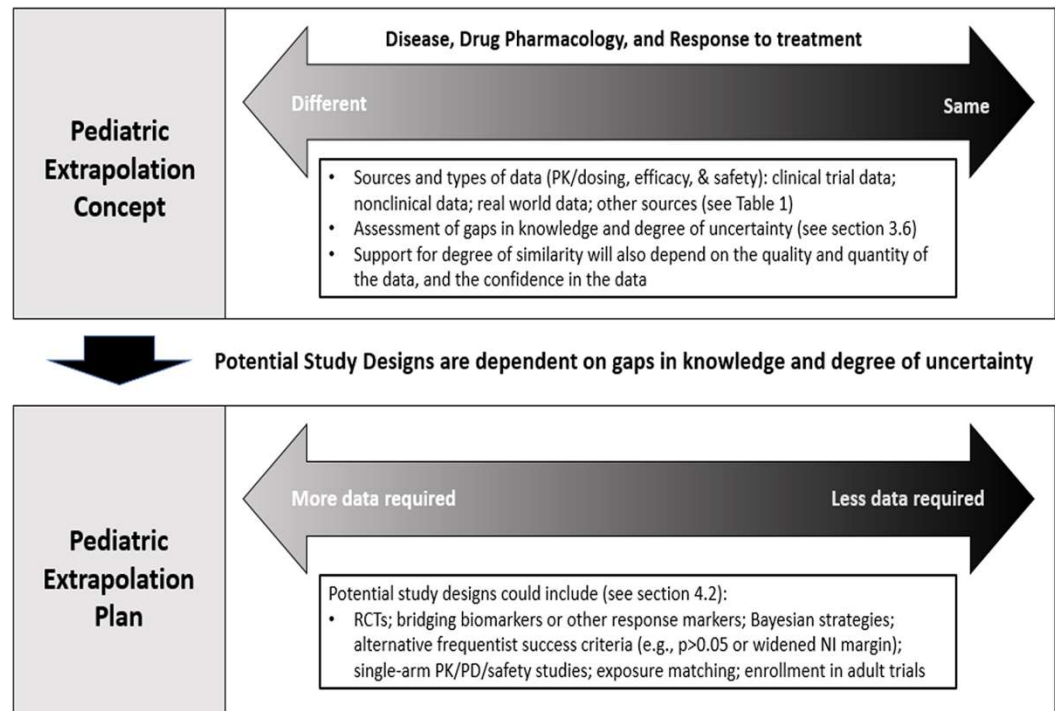 Disease, Drug Pharmacology, and Response to treatment
Different
Same
Pediatric
Extrapolation
Concept
• Sources and types of data (PK/dosing, efficacy, & safety): clinical trial data;
nonclinical data; real world data; other sources (see Table 1)
• Assessment of gaps in knowledge and degree of uncertainty (see section 3.6)
• Support for degree of similarity will also depend on the quality and quantity of
the data, and the confidence in the data
Potential Study Designs are dependent on gaps in knowledge and degree of uncertainty
More data required
Less data required
Pediatric
Extrapolation
Plan
Potential study designs could include (see section 4.2):
• RCTs; bridging biomarkers or other response markers; Bayesian strategies;
alternative frequentist success criteria (e.g., p>0.05 or widened NI margin);
single-arm PK/PD/safety studies; exposure matching; enrollment in adult trials